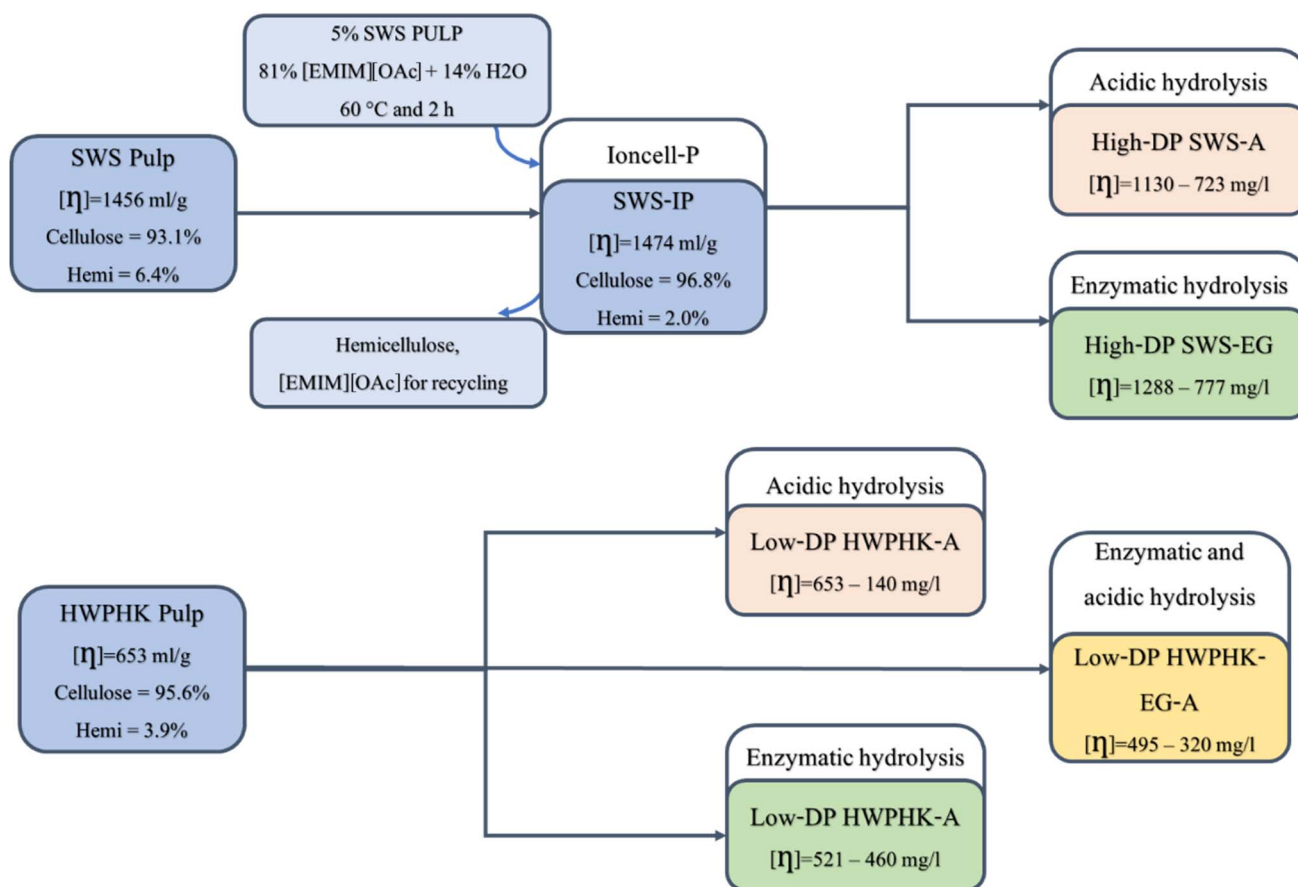 5% SWS PULP
81% [EMIM][OAc] + 14% H2O
60 °C and 2 h
SWS Pulp
[η]=1456 ml/g
Cellulose = 93.1%
Hemi = 6.4%
Ioncell-P
SWS-IP
[η]=1474 ml/g
Cellulose = 96.8%
Hemi = 2.0%
Hemicellulose,
[EMIM][OAc] for recycling
Acidic hydrolysis
High-DP SWS-A
[η]=1130 – 723 mg/l
Enzymatic hydrolysis
High-DP SWS-EG
[η]=1288 – 777 mg/l
HWPHK Pulp
[η]=653 ml/g
Cellulose = 95.6%
Hemi = 3.9%
Acidic hydrolysis
Low-DP HWPHK-A
[η]=653 – 140 mg/l
Enzymatic and
acidic hydrolysis
Low-DP HWPHK-
EG-A
[η]=495 – 320 mg/l
Enzymatic hydrolysis
Low-DP HWPHK-A
[η]=521 – 460 mg/l